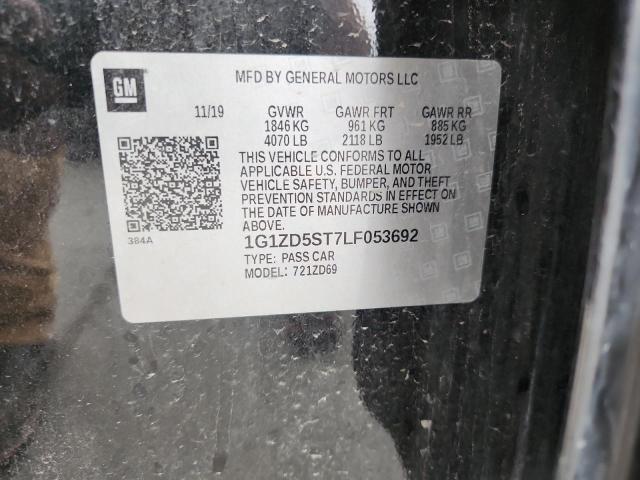 GM
MFD BY GENERAL MOTORS LLC
11/19 GVWR GAWR FRT GAWR RR
1846 KG 961 KG 885 KG
4070 LB 2118 LB 1952 LB
THIS VEHICLE CONFORMS TO ALL
APPLICABLE U.S. FEDERAL MOTOR
VEHICLE SAFETY, BUMPER, AND THEFT
PREVENTION STANDARDS IN EFFECT ON
THE DATE OF MANUFACTURE SHOWN
ABOVE.
384A
1G1ZD5ST7LF053692
TYPE: PASS CAR
MODEL: 721ZD69